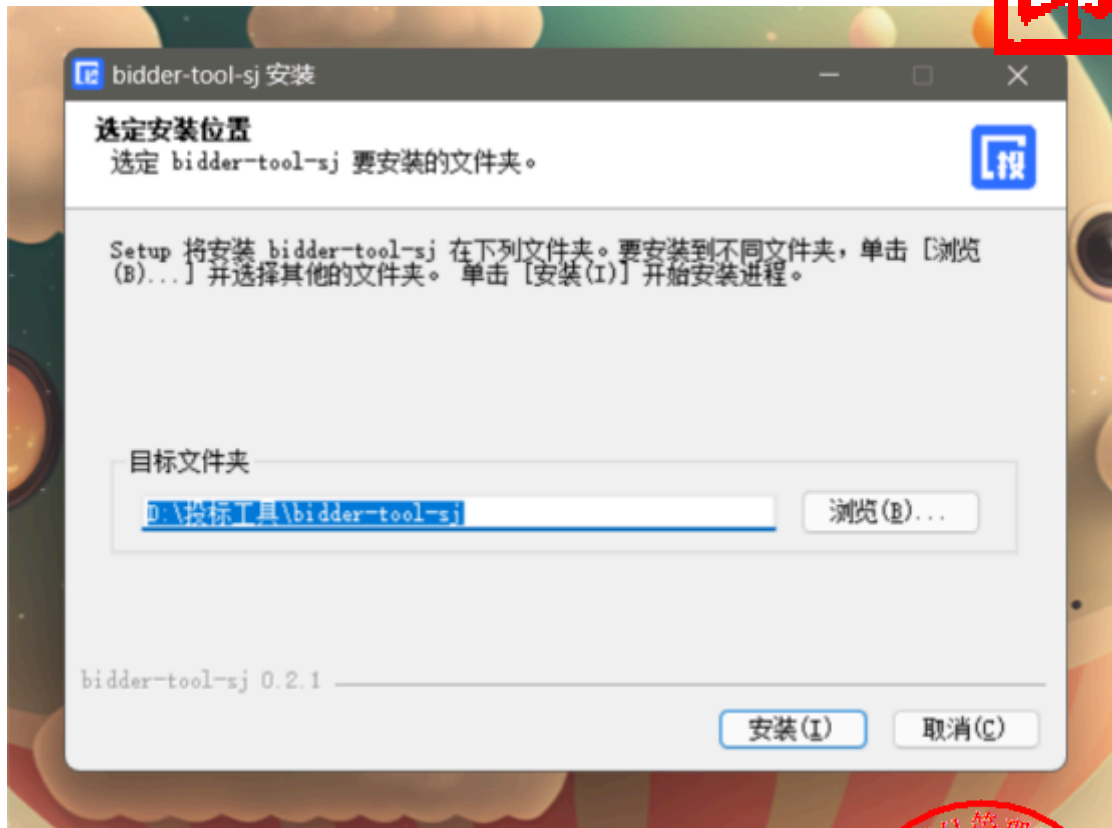 bidder-tool-sj 安装
选定安装位置
选定 bidder-tool-sj 要安装的文件夹。
投
Setup 将安装 bidder-tool-sj 在下列文件夹。要安装到不同文件夹，单击 [浏览
(B)...] 并选择其他的文件夹。 单击 [安装(I)] 开始安装进程。
目标文件夹
D:\投标工具\bidder-tool-sj
浏览(B)...
bidder-tool-sj 0.2.1
安装(I)
取消(C)